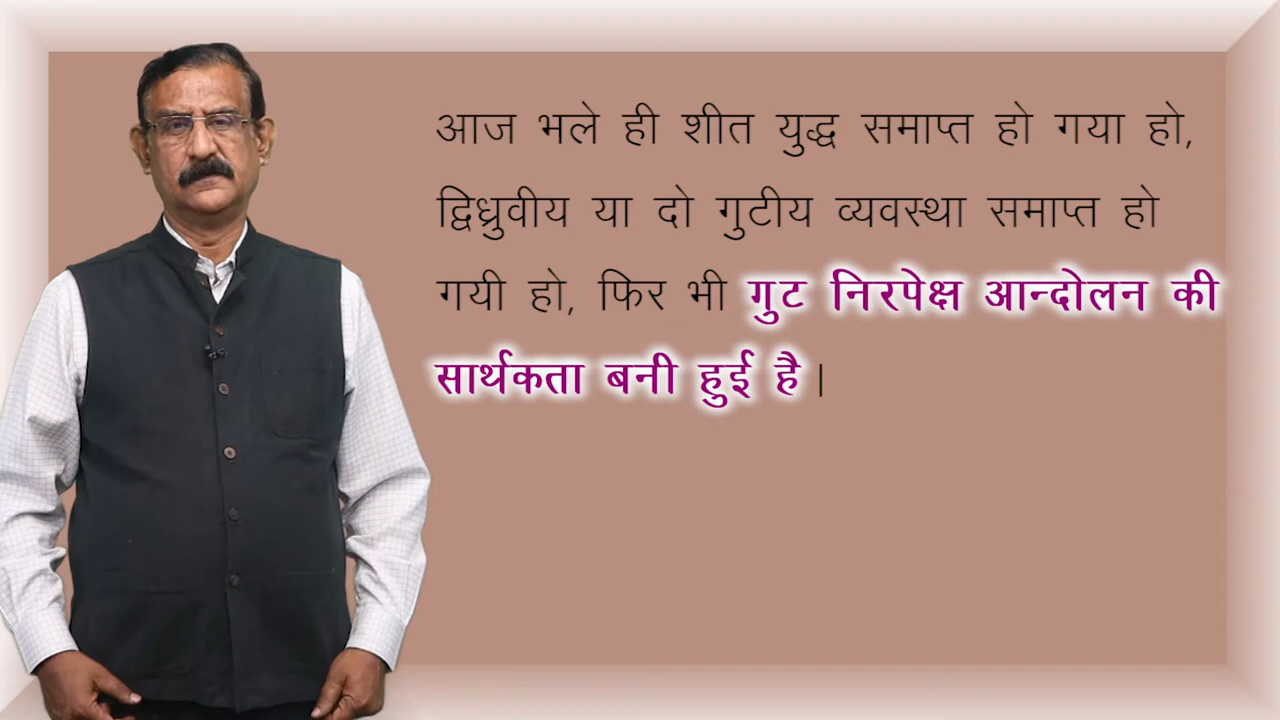 आज भले ही शीत युद्ध समाप्त हो गया हो,
द्विध्रुवीय या दो गुटीय व्यवस्था समाप्त हो
गयी हो, फिर भी गुट निरपेक्ष आन्दोलन की
सार्थकता बनी हुई है।